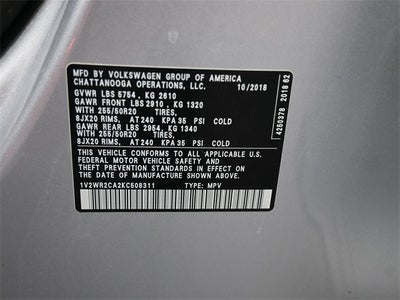 MFD BY VOLKSWAGEN GROUP OF AMERICA
CHATTANOOGA OPERATIONS, LLC. 10/2018
GVWR LBS 5754 , KG 2610
GAWR FRONT LBS 2910 , KG 1320
WITH 255/50R20 TIRES,
8JX20 RIMS, AT 240 KPA 35 PSI COLD
GAWR REAR LBS 2954, KG 1340
WITH 255/50R20 TIRES,
8JX20 RIMS, AT 240 KPA 35 PSI COLD
THIS VEHICLE CONFORMS TO ALL APPLICABLE U.S.
FEDERAL MOTOR VEHICLE SAFETY, BUMPER, AND
THEFT PREVENTION STANDARDS IN EFFECT ON
THE DATE OF MANUFACTURE SHOWN ABOVE.
1V2WR2CA2KC508311 TYPE: MPV
4250378 2018 62